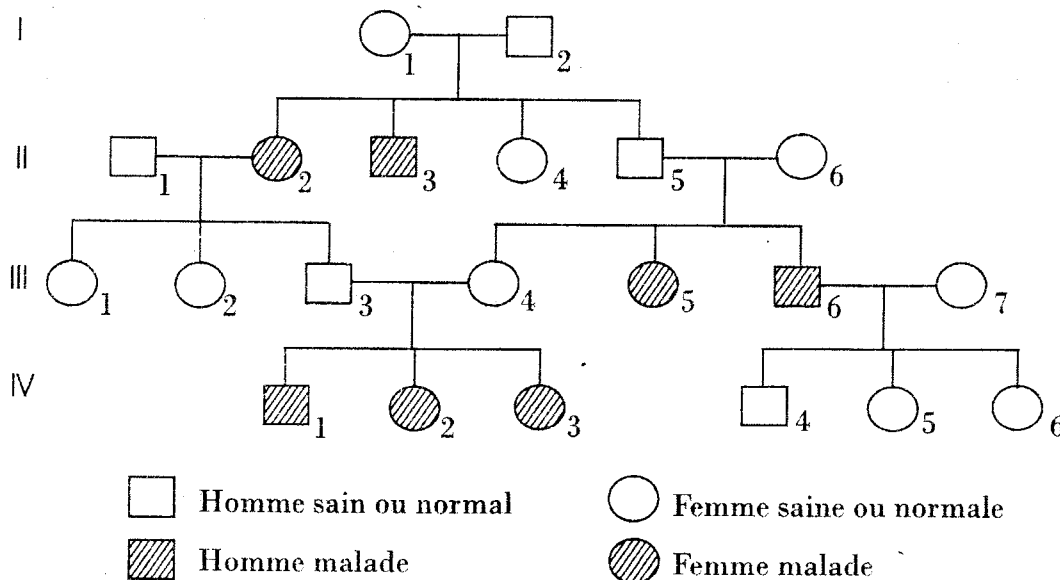 I
1 2
II
1 2 3 4 5 6
III
1 2 3 4 5 6 7
IV
1 2 3 4 5 6
Homme sain ou normal Femme saine ou normale
Homme malade Femme malade